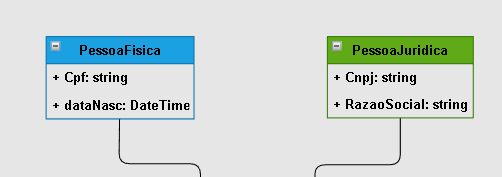 PessoaFisica
+ Cpf: string
+ dataNasc: DateTime
PessoaJuridica
+ Cnpj: string
+ RazaoSocial: string